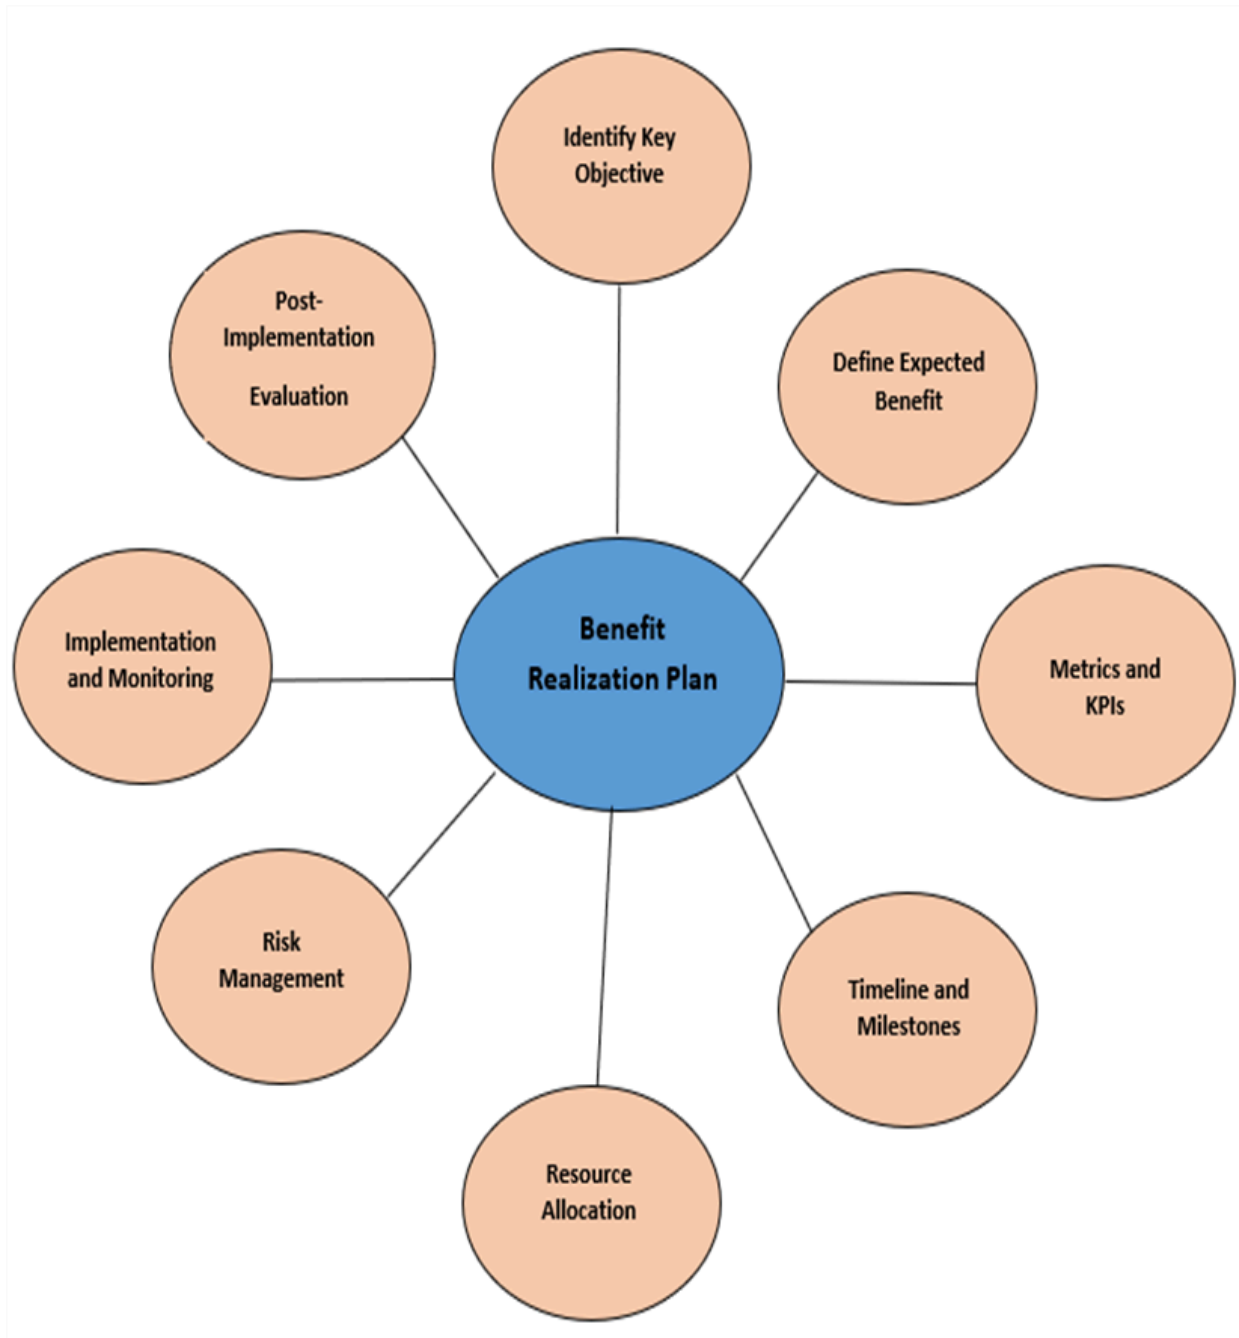 Identify Key
Objective
Post-
Implementation
Evaluation
Define Expected
Benefit
Benefit
Realization Plan
Implementation
and Monitoring
Metrics and
KPIs
Risk
Management
Timeline and
Milestones
Resource
Allocation